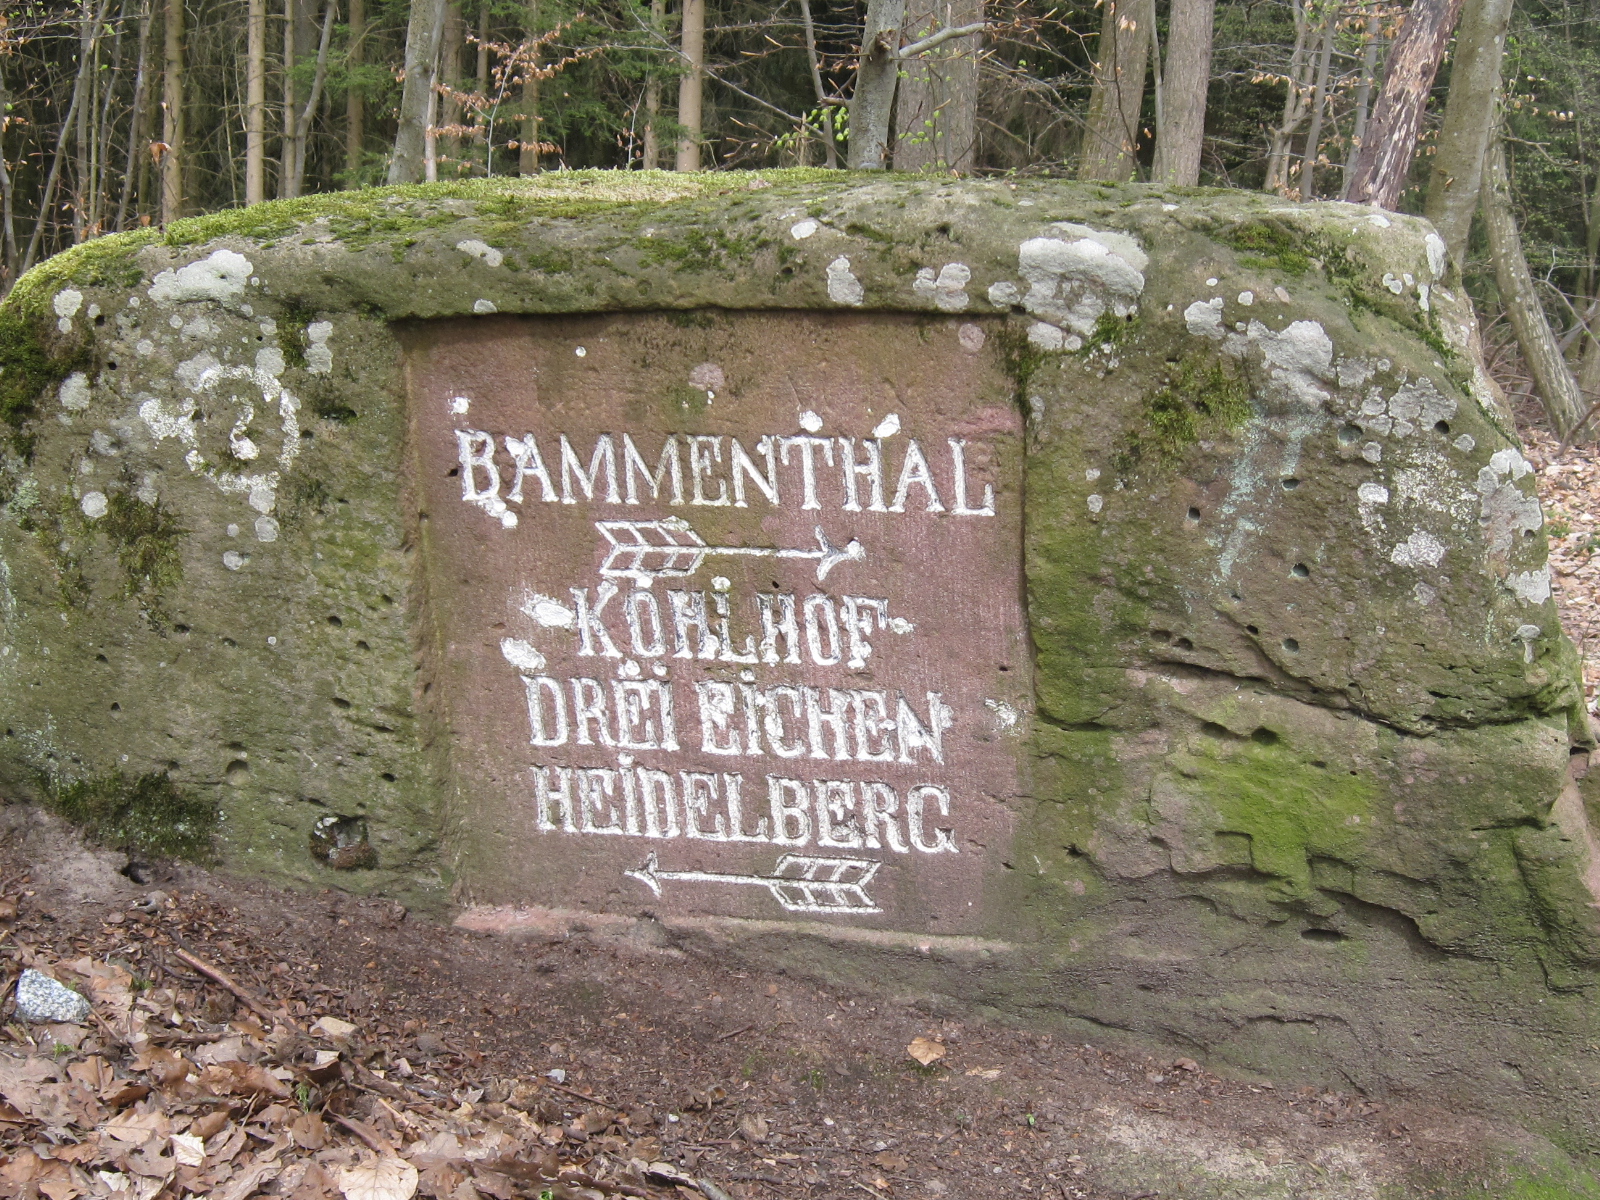 BAMMENTHAL
KOHLHOF
DREI EICHEN
HEIDELBERG